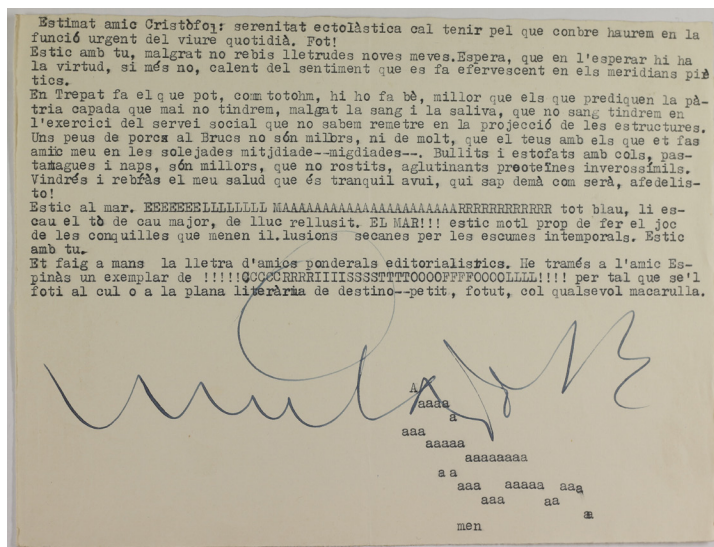 Estimat amic Cristòfol: serenitat ectolàstica cal tenir pel que conbre haurem en la
funció urgent del viure quotidià. Fot!
Estic amb tu, malgrat no rebis lletrudes noves meves.Espera, que en l'esperar hi ha
la virtud, si més no, calent del sentiment que es fa efervescent en els meridians pirè
tics.
En Trepat fa el que pot, comm totohm, hi ho fa bè, millor que els que prediquen la pà-
tria capada que mai no tindrem, malgat la sang i la saliva, que no sang tindrem en
l'exercici del servei social que no sabem remetre en la projecció de les estructures.
Uns peus de porcx al Brucs no són millors, ni de molt, que el teus amb els que et fas
amic meu en les solejades mitjdiade--migdiades--. Bullits i estofats amb cols, pas-
tanagues i naps, són millors, que no rostits, aglutinants proteïnes inverossímils.
Vindrés i rebràs el meu salud que és tranquil avui, qui sap demà com serà, afedelis-
to!
Estic al mar. EEEEEEELLLLLLLL MAAAAAAAAAAAAAAAAAAAAAAARRRRRRRRRRRR tot blau, li es-
cau el tò de cau major, de lluc rellusit. EL MAR!!! estic motl prop de fer el joc
de les conquilles que menen il.lusions secanes per les escumes intemporals. Estic
amb tu.
Et faig a mans la lletra d'amics ponderals editorialistics. He tramés a l'amic Es-
pinàs un exemplar de !!!!!CCCCCRRRRIIIISSSSTTTTOOOOFFFFOOOOLLLL!!!! per tal que se'l
foti al cul o a la plana literària de destino--petit, fotut, col qualsevol macarulla.
A
aaaa
a
aaa
aaaaa
aaaaaaaa
a a
aaa aaaaa aaa
aaa aa
a
men